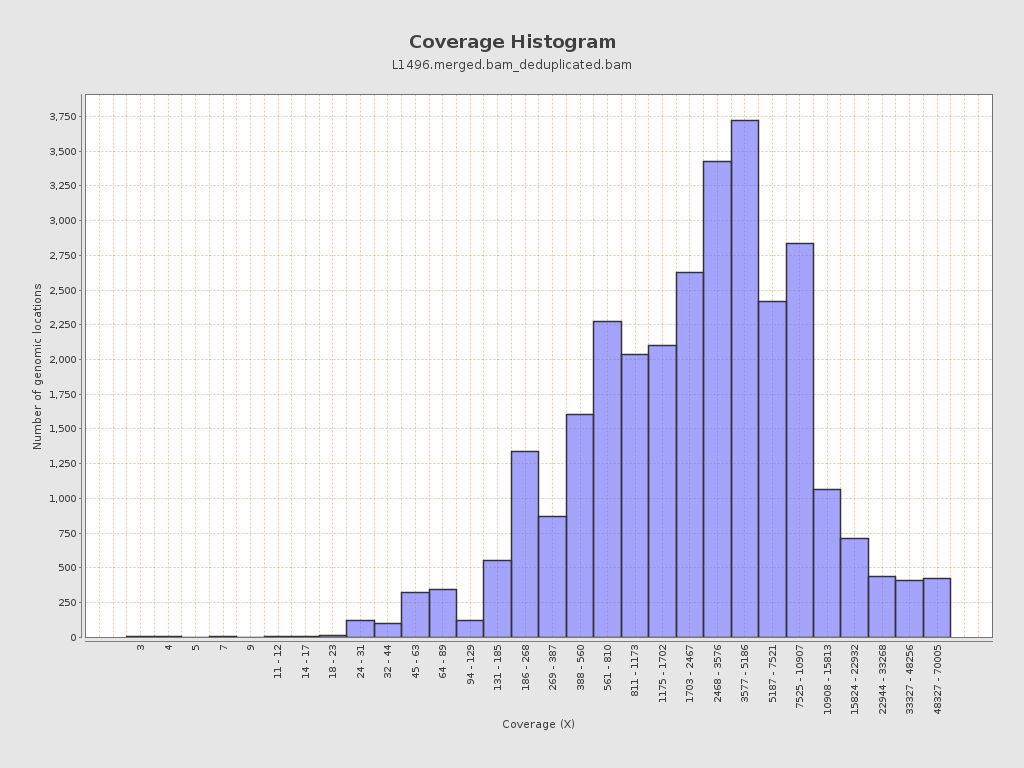 Coverage Histogram
L1496.merged.bam_deduplicated.bam
Number of genomic locations
3,750
3,500
3,250
3,000
2,750
2,500
2,250
2,000
1,750
1,500
1,250
1,000
750
500
250
0
3
4
5
7
9
11 - 12
14 - 17
18 - 23
24 - 31
32 - 44
45 - 63
64 - 89
94 - 129
131 - 185
186 - 268
269 - 387
388 - 560
561 - 810
811 - 1173
1175 - 1702
1703 - 2467
2468 - 3576
3577 - 5186
5187 - 7521
7525 - 10907
10908 - 15813
15824 - 22932
22944 - 33268
33327 - 48256
48327 - 70005
Coverage (X)